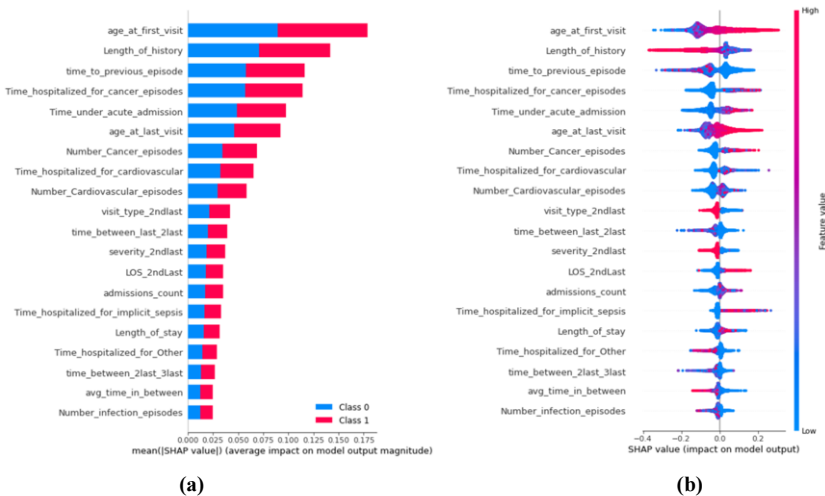 age_at_first_visit
Length_of_history
time_to_previous_episode
Time_hospitalized_for_cancer_episodes
Time_under_acute_admission
age_at_last_visit
Number_Cancer_episodes
Time_hospitalized_for_cardiovascular
Number_Cardiovascular_episodes
visit_type_2ndlast
time_between_last_2last
severity_2ndlast
LOS_2ndLast
admissions_count
Time_hospitalized_for_implicit_sepsis
Length_of_stay
Time_hospitalized_for_Other
time_between_2last_3last
avg_time_in_between
Number_infection_episodes
Class 0
Class 1
0.000 0.025 0.050 0.075 0.100 0.125 0.150 0.175
mean(|SHAP value|) (average impact on model output magnitude)
(a)
age_at_first_visit
Length_of_history
time_to_previous_episode
Time_hospitalized_for_cancer_episodes
Time_under_acute_admission
age_at_last_visit
Number_Cancer_episodes
Time_hospitalized_for_cardiovascular
Number_Cardiovascular_episodes
visit_type_2ndlast
time_between_last_2last
severity_2ndlast
LOS_2ndLast
admissions_count
Time_hospitalized_for_implicit_sepsis
Length_of_stay
Time_hospitalized_for_Other
time_between_2last_3last
avg_time_in_between
Number_infection_episodes
−0.4 −0.2 0.0 0.2
SHAP value (impact on model output)
High
Feature value
Low
(b)